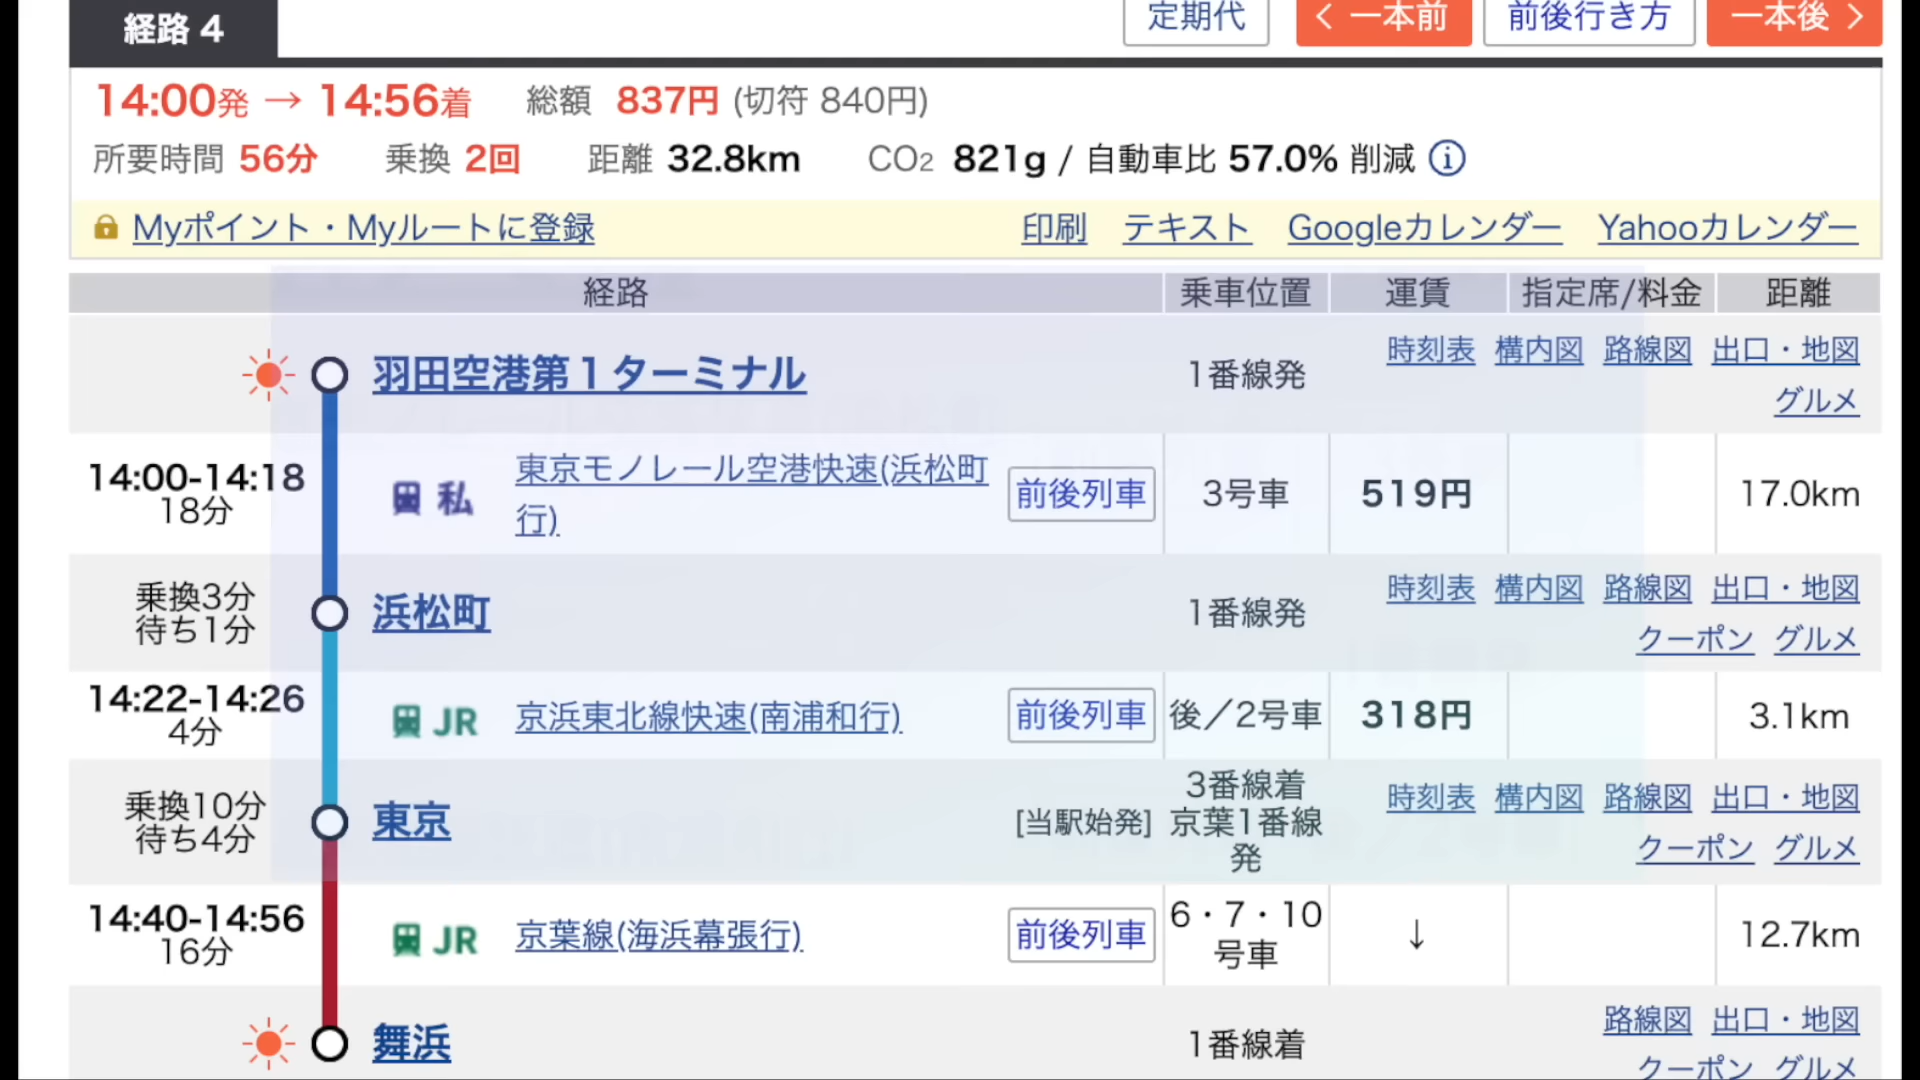 経路 4
定期代 < 一本前 前後行き方 一本後 >
14:00発 → 14:56着 総額 837円 (切符 840円)
所要時間 56分 乗換 2回 距離 32.8km CO2 821g / 自動車比 57.0% 削減 i
Myポイント・Myルートに登録 印刷 テキスト Googleカレンダー Yahooカレンダー
経路 乗車位置 運賃 指定席/料金 距離
羽田空港第1ターミナル 1番線発 時刻表 構内図 路線図 出口・地図
グルメ
14:00-14:18
18分
私 東京モノレール空港快速(浜松町
行)
前後列車 3号車 519円 17.0km
乗換3分
待ち1分
浜松町 1番線発 時刻表 構内図 路線図 出口・地図
クーポン グルメ
14:22-14:26
4分
JR 京浜東北線快速(南浦和行) 前後列車 後/2号車 318円 3.1km
乗換10分
待ち4分
東京 [当駅始発]
3番線着
京葉1番線
発
時刻表 構内図 路線図 出口・地図
クーポン グルメ
14:40-14:56
16分
JR 京葉線(海浜幕張行) 前後列車
6・7・10
号車
↓ 12.7km
舞浜 1番線着 路線図 出口・地図
クーポン グルメ